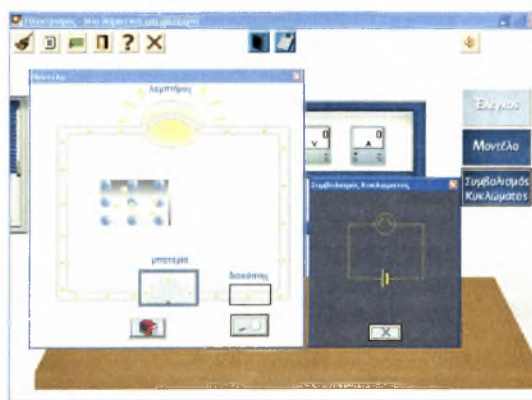 Μοντέλο
λαμπτήρας
μπαταρία
διακόπτης
0
V
0
A
Συμβολισμός Κυκλώματος
Έλεγχος
Μοντέλο
Συμβολισμός
Κυκλώματος